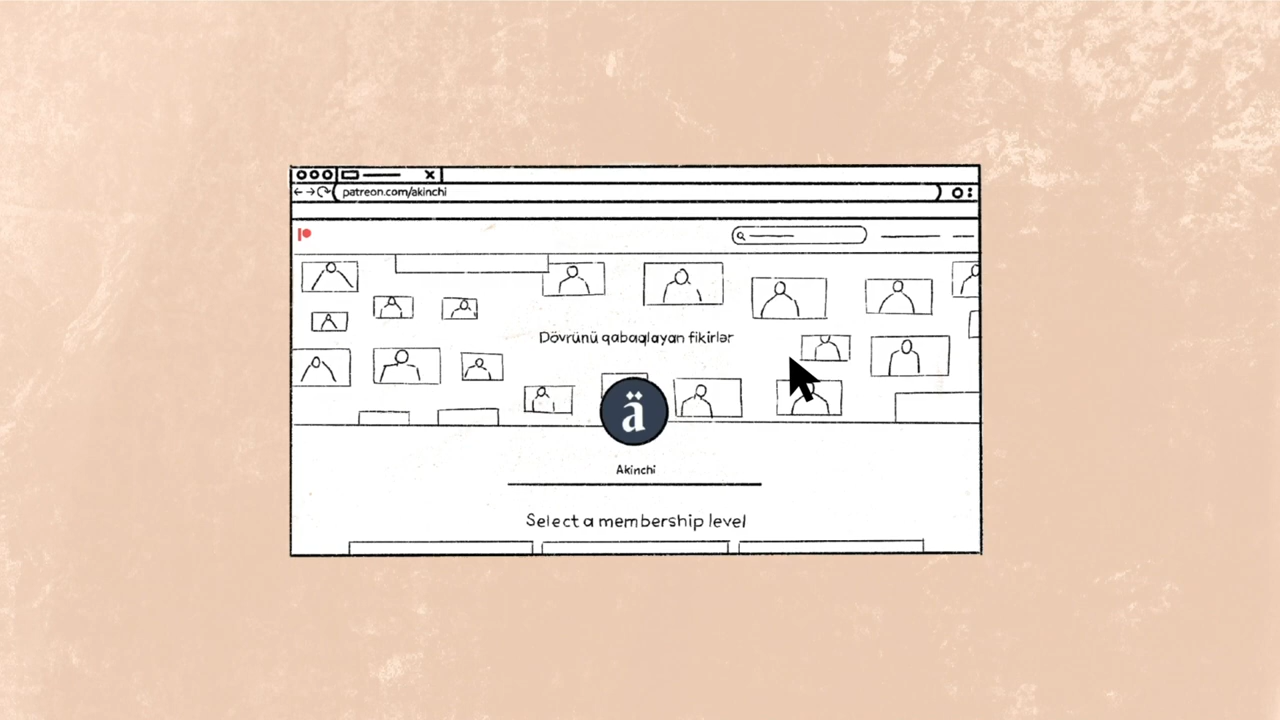 patreon.com/akinchi
Dövrünü qabaqlayan fikirlər
ä
Akinchi
Select a membership level